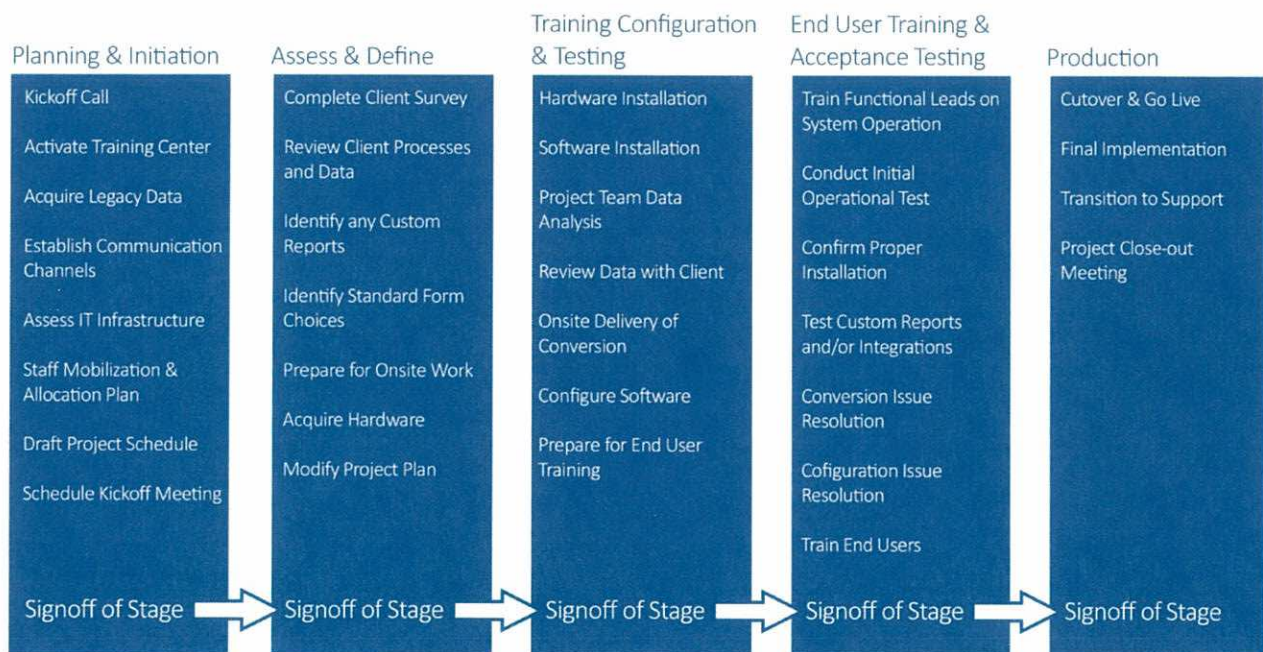 Planning & Initiation
Kickoff Call
Activate Training Center
Acquire Legacy Data
Establish Communication
Channels
Assess IT Infrastructure
Staff Mobilization &
Allocation Plan
Draft Project Schedule
Schedule Kickoff Meeting
Signoff of Stage
Assess & Define
Complete Client Survey
Review Client Processes
and Data
Identify any Custom
Reports
Identify Standard Form
Choices
Prepare for Onsite Work
Acquire Hardware
Modify Project Plan
Signoff of Stage
Training Configuration
& Testing
Hardware Installation
Software Installation
Project Team Data
Analysis
Review Data with Client
Onsite Delivery of
Conversion
Configure Software
Prepare for End User
Training
Signoff of Stage
End User Training &
Acceptance Testing
Train Functional Leads on
System Operation
Conduct Initial
Operational Test
Confirm Proper
Installation
Test Custom Reports
and/or Integrations
Conversion Issue
Resolution
Cofiguration Issue
Resolution
Train End Users
Signoff of Stage
Production
Cutover & Go Live
Final Implementation
Transition to Support
Project Close-out
Meeting
Signoff of Stage